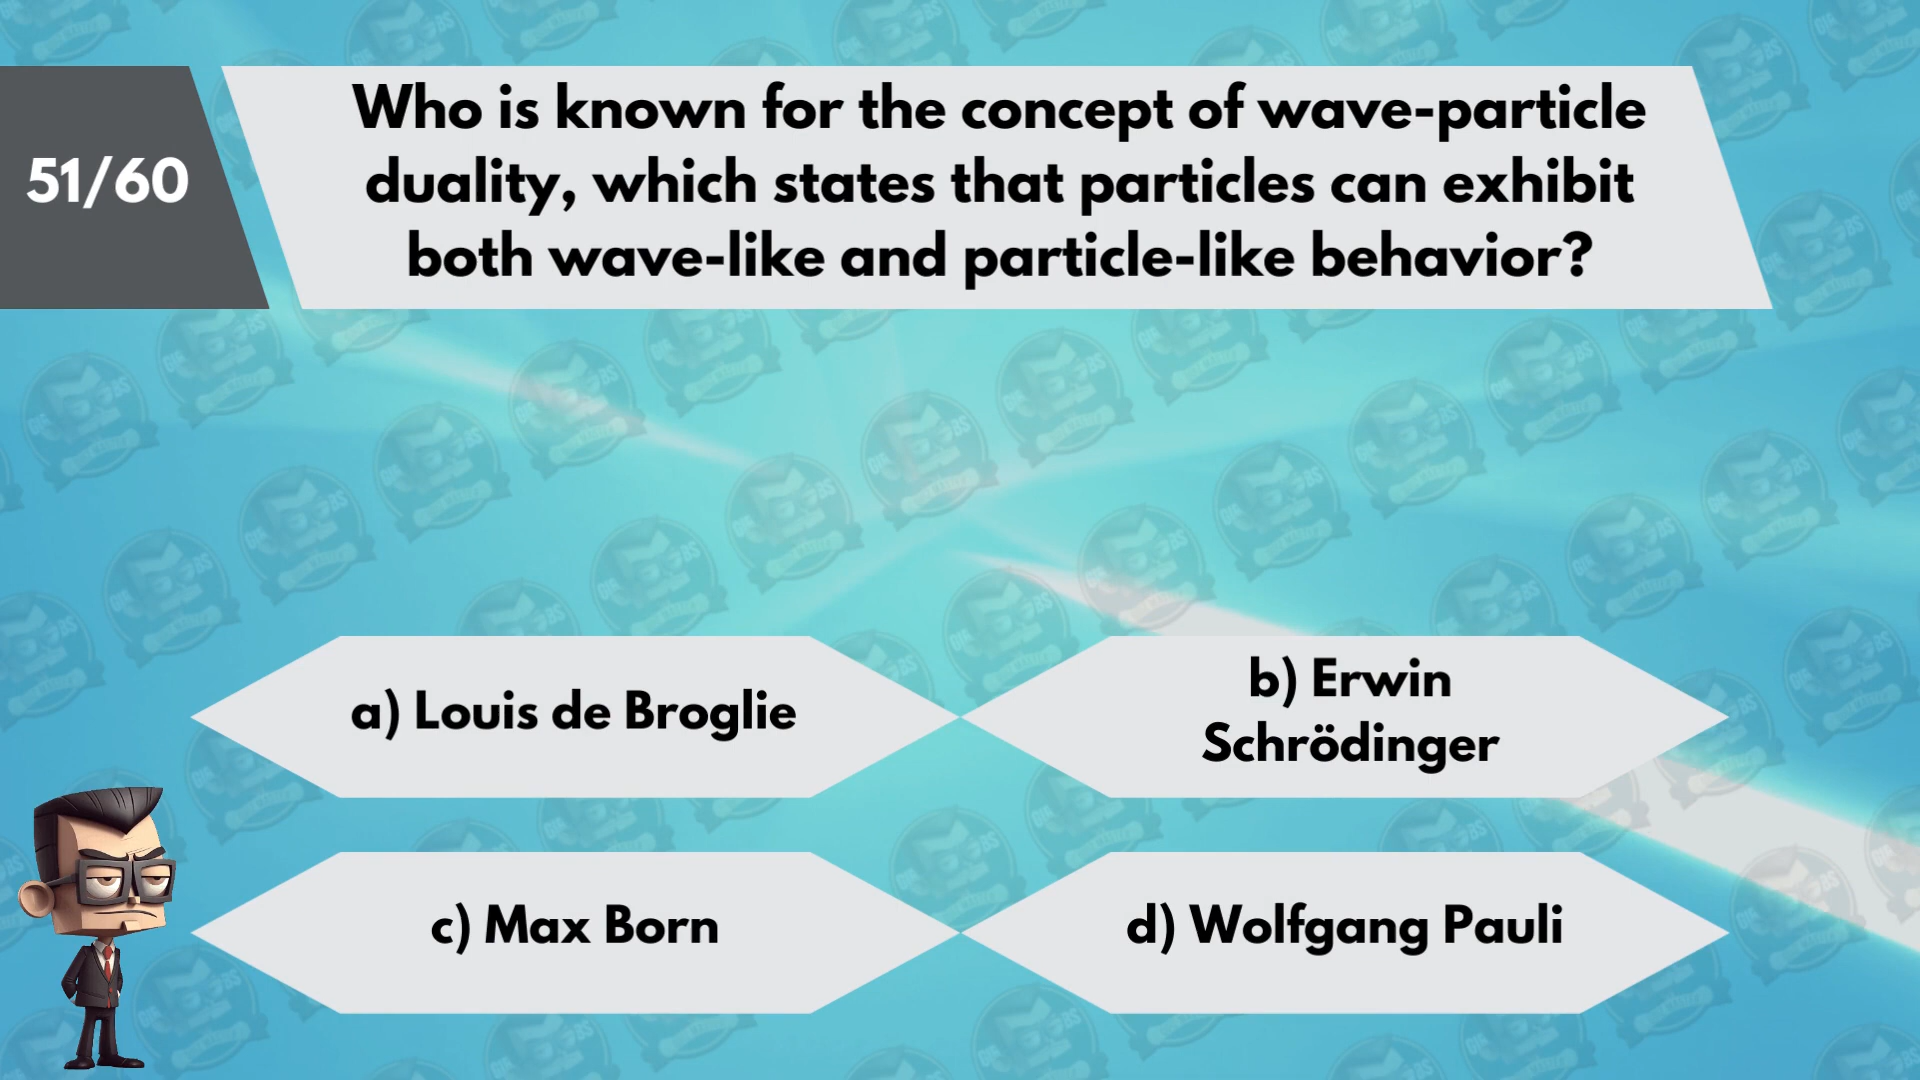 51/60
Who is known for the concept of wave-particle
duality, which states that particles can exhibit
both wave-like and particle-like behavior?
a) Louis de Broglie
b) Erwin
Schrödinger
c) Max Born
d) Wolfgang Pauli